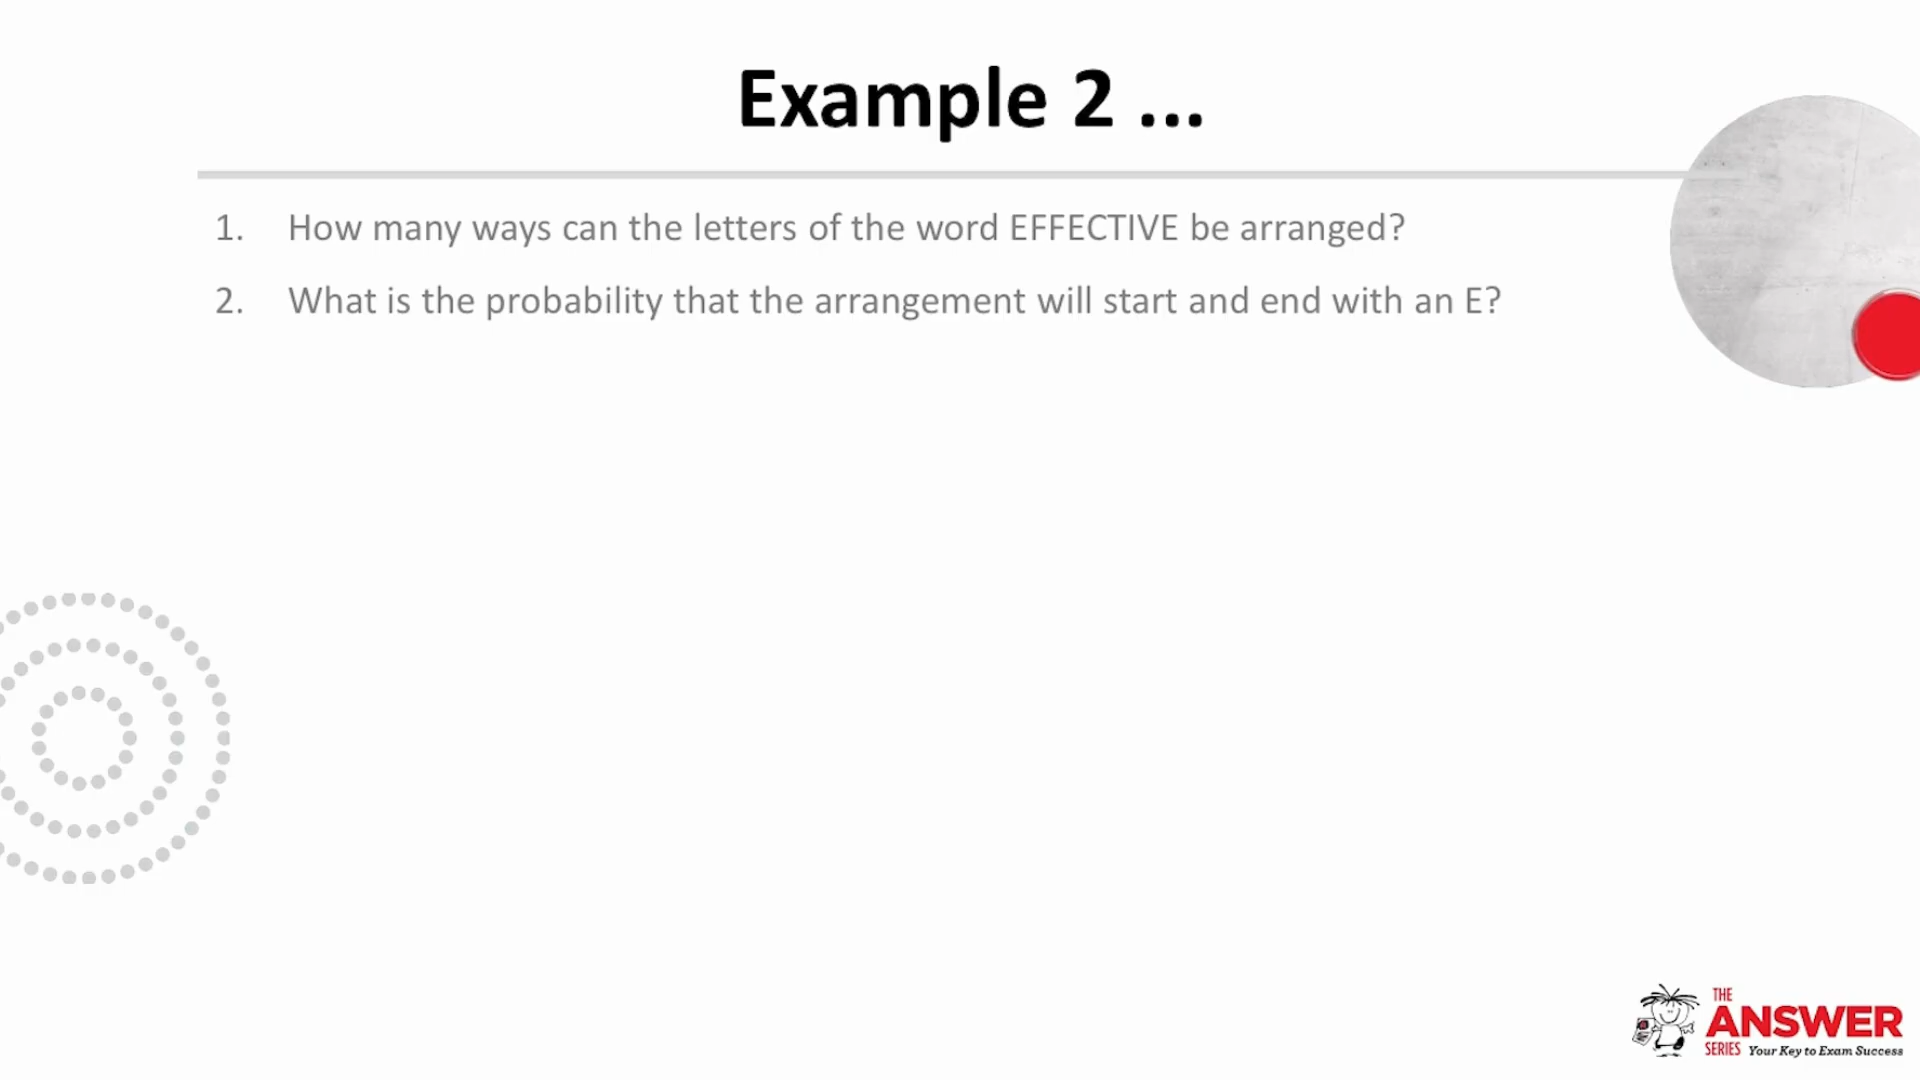 Example 2 ...
1. How many ways can the letters of the word EFFECTIVE be arranged?
2. What is the probability that the arrangement will start and end with an E?
THE
ANSWER
SERIES Your Key to Exam Success